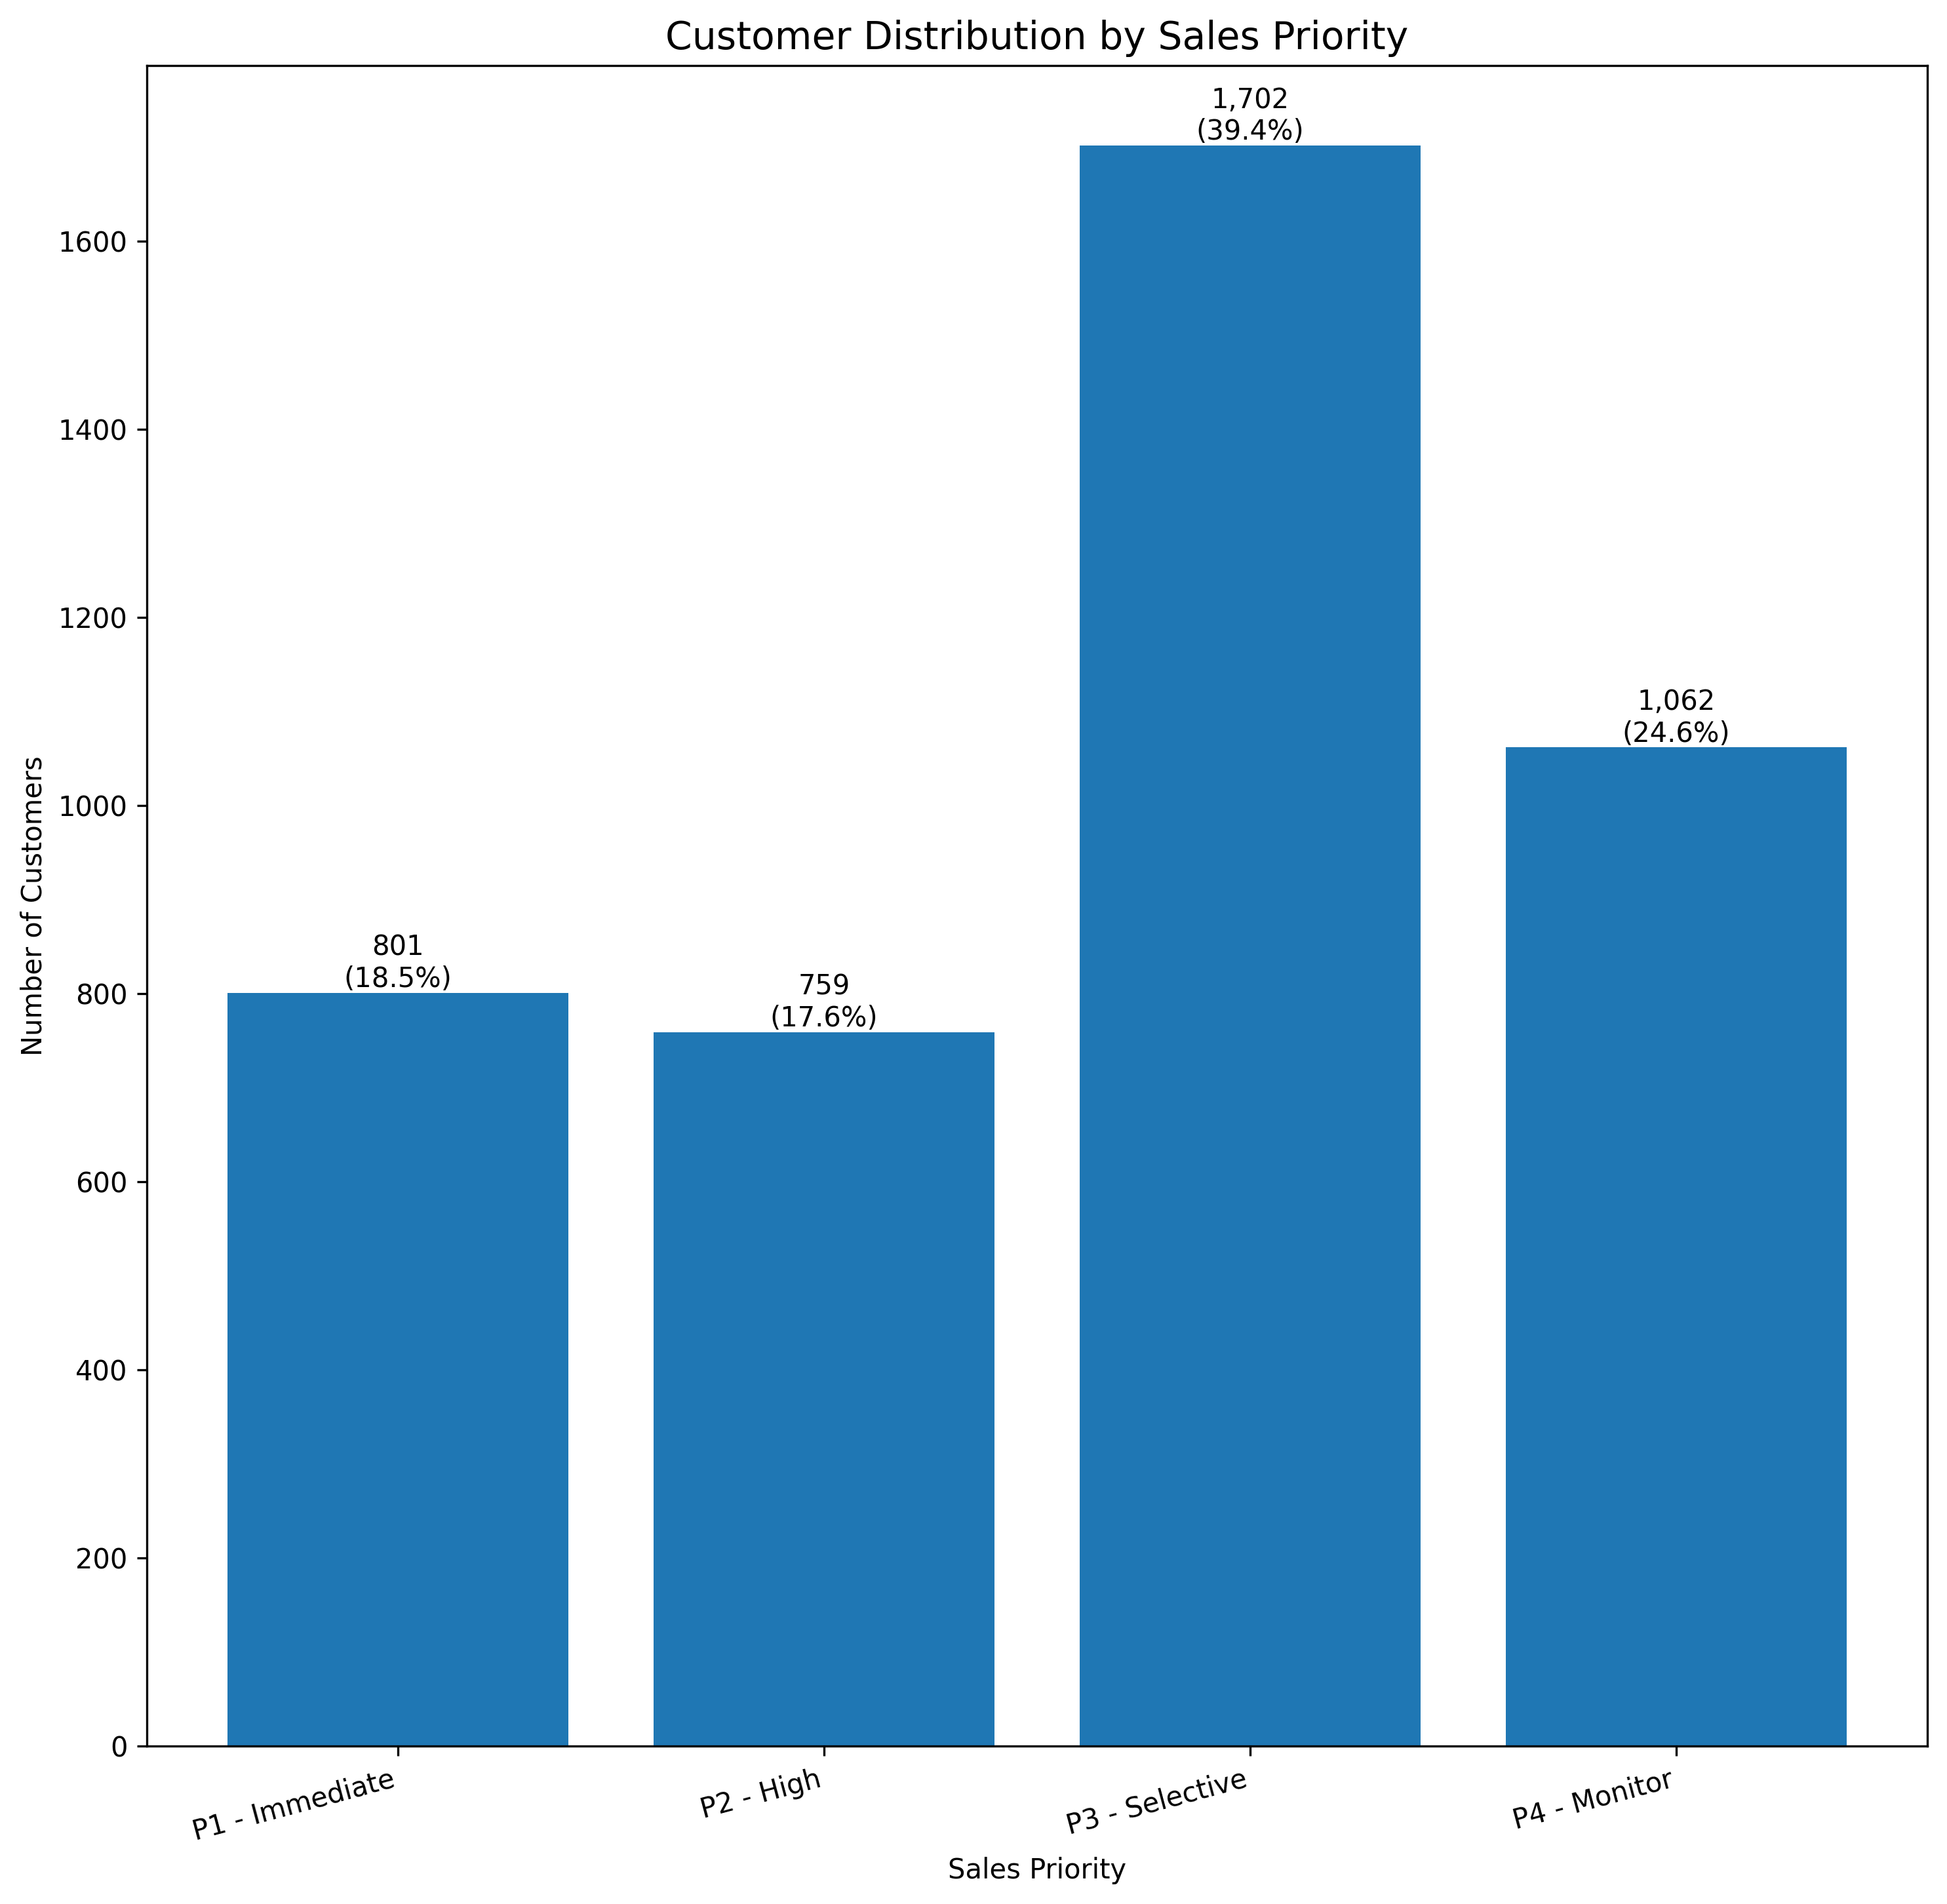 Customer Distribution by Sales Priority
1,702
(39.4%)
1600
1400
1200
1,062
(24.6%)
1000
801
(18.5%)
759
(17.6%)
800
600
400
200
0
Number of Customers
P1 - Immediate
P2 - High
P3 - Selective
P4 - Monitor
Sales Priority